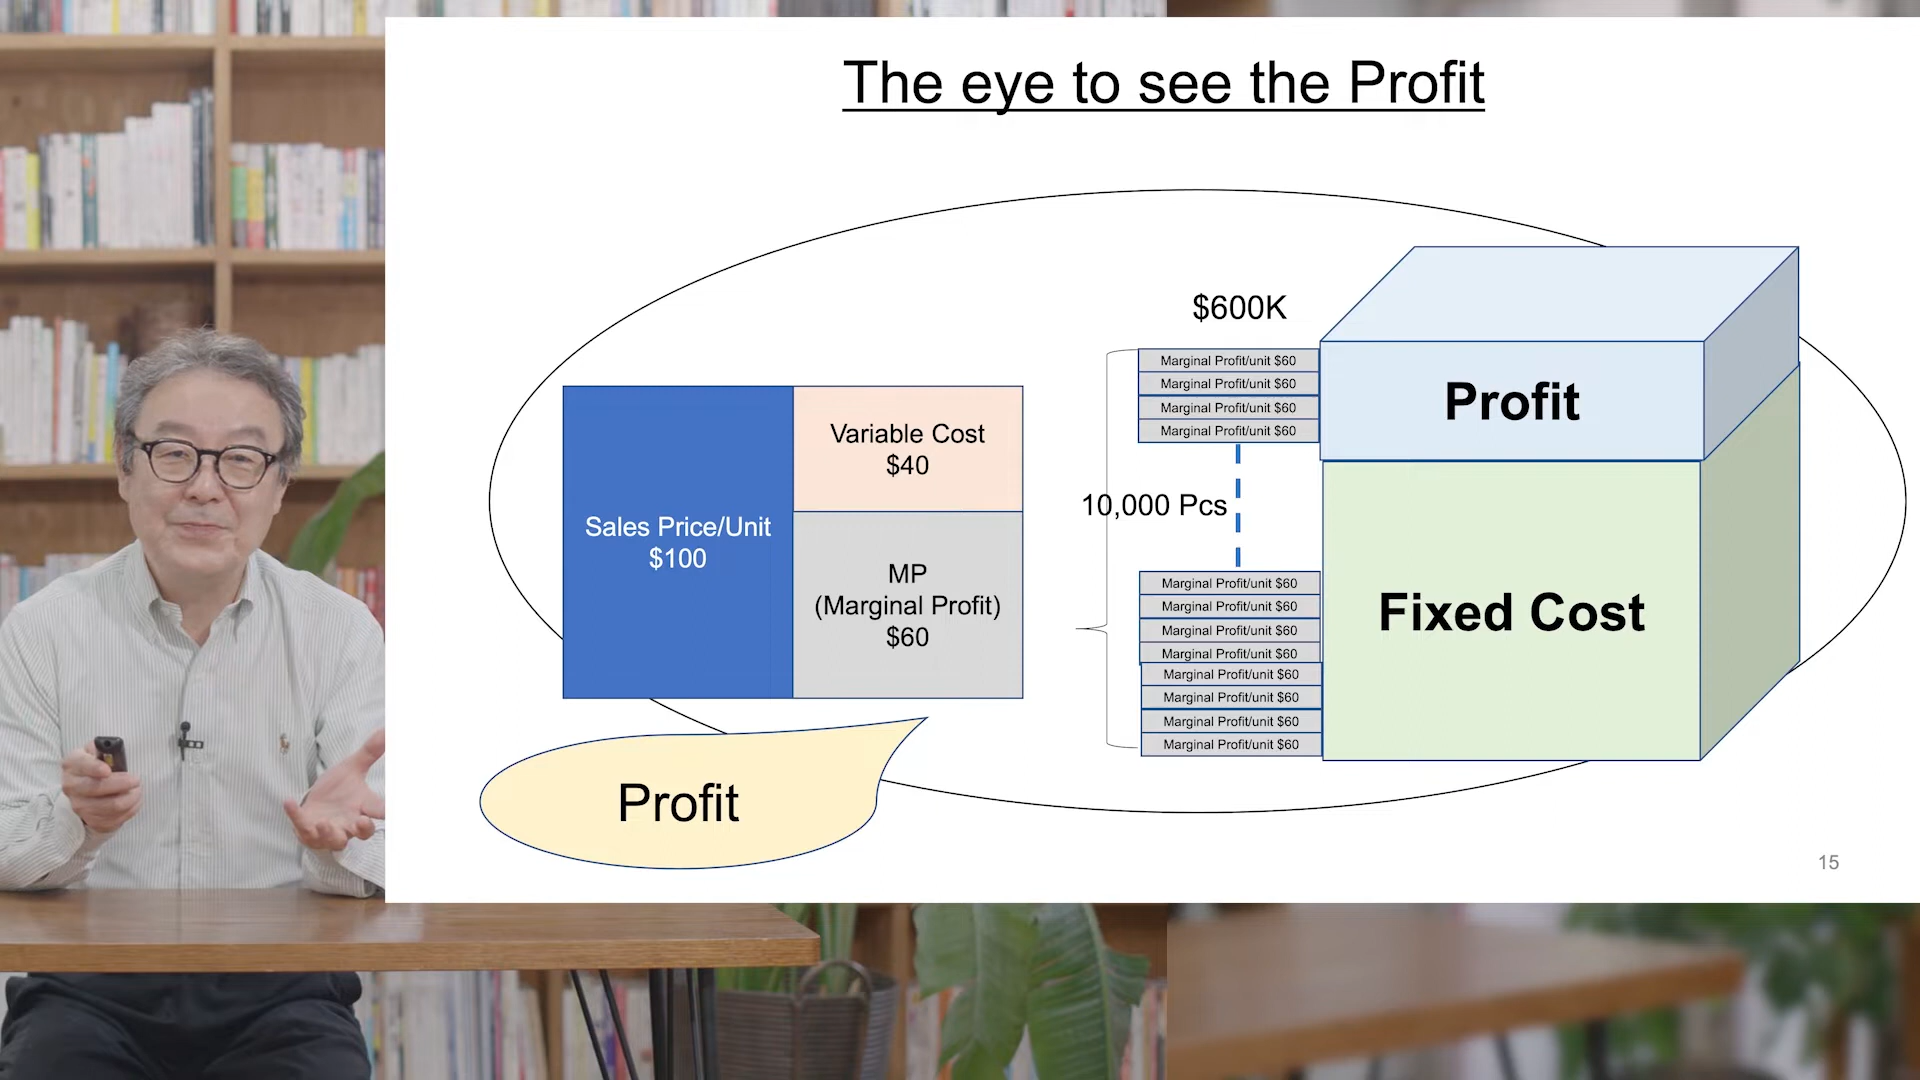 The eye to see the Profit
Sales Price/Unit
$100
Variable Cost
$40
MP
(Marginal Profit)
$60
Profit
$600K
10,000 Pcs
Marginal Profit/unit $60
Marginal Profit/unit $60
Marginal Profit/unit $60
Marginal Profit/unit $60
Marginal Profit/unit $60
Marginal Profit/unit $60
Marginal Profit/unit $60
Marginal Profit/unit $60
Marginal Profit/unit $60
Marginal Profit/unit $60
Marginal Profit/unit $60
Marginal Profit/unit $60
Profit
Fixed Cost
15